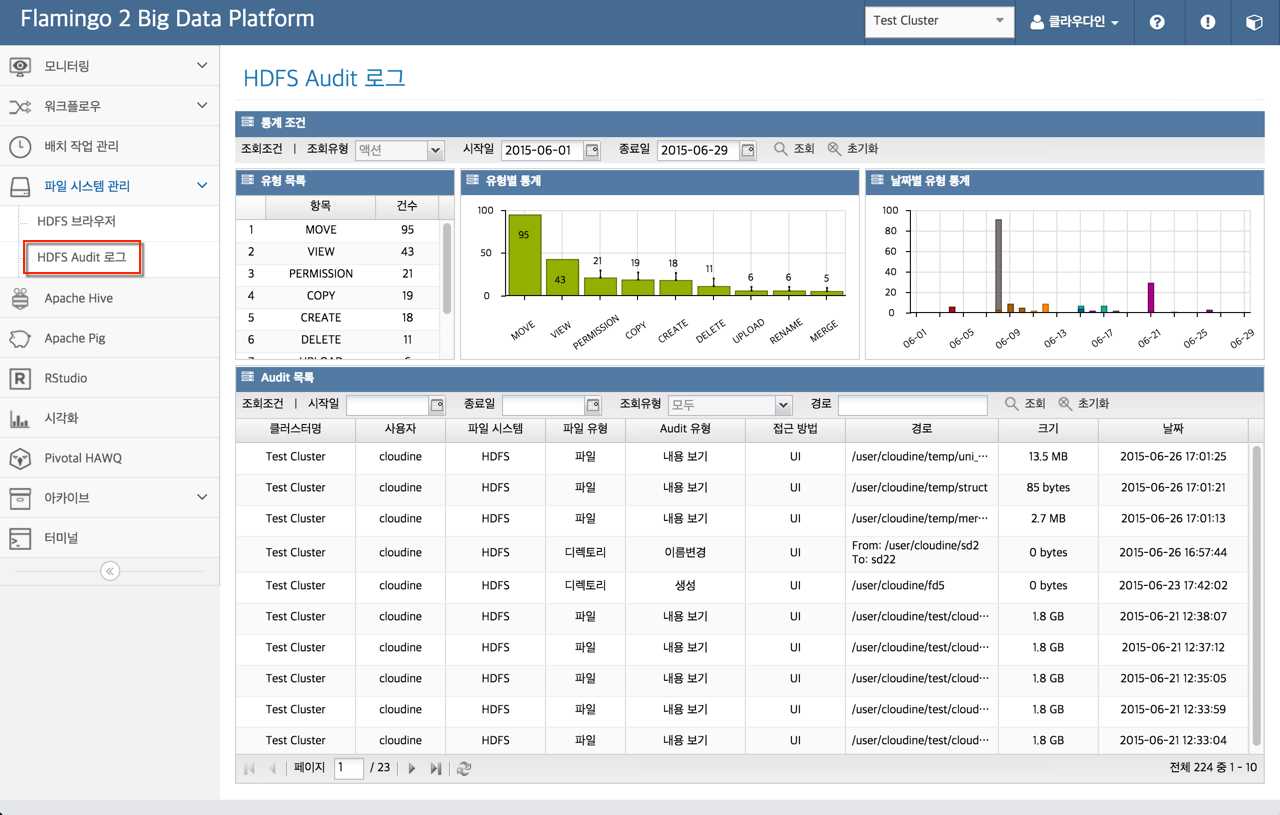 Flamingo 2 Big Data Platform
Test Cluster
클라우다인
모니터링
워크플로우
배치 작업 관리
파일 시스템 관리
HDFS 브라우저
HDFS Audit 로그
Apache Hive
Apache Pig
RStudio
시각화
Pivotal HAWQ
아카이브
터미널
HDFS Audit 로그
통계 조건
조회조건 | 조회유형 액션 시작일 2015-06-01 종료일 2015-06-29 조회 초기화
유형 목록
항목 건수
1 MOVE 95
2 VIEW 43
3 PERMISSION 21
4 COPY 19
5 CREATE 18
6 DELETE 11
유형별 통계
100
50
0
95
43
21
19
18
11
6
6
5
MOVE
VIEW
PERMISSION
COPY
CREATE
DELETE
UPLOAD
RENAME
MERGE
날짜별 유형 통계
100
80
60
40
20
0
06-01
06-05
06-09
06-13
06-17
06-21
06-25
06-29
Audit 목록
조회조건 | 시작일 종료일 조회유형 모두 경로 조회 초기화
클러스터명 사용자 파일 시스템 파일 유형 Audit 유형 접근 방법 경로 크기 날짜
Test Cluster cloudine HDFS 파일 내용 보기 UI /user/cloudine/temp/uni_··· 13.5 MB 2015-06-26 17:01:25
Test Cluster cloudine HDFS 파일 내용 보기 UI /user/cloudine/temp/struct 85 bytes 2015-06-26 17:01:21
Test Cluster cloudine HDFS 파일 내용 보기 UI /user/cloudine/temp/mer··· 2.7 MB 2015-06-26 17:01:13
Test Cluster cloudine HDFS 디렉토리 이름변경 UI From: /user/cloudine/sd2 0 bytes 2015-06-26 16:57:44
To: sd22
Test Cluster cloudine HDFS 디렉토리 생성 UI /user/cloudine/fd5 0 bytes 2015-06-23 17:42:02
Test Cluster cloudine HDFS 파일 내용 보기 UI /user/cloudine/test/cloud··· 1.8 GB 2015-06-21 12:38:07
Test Cluster cloudine HDFS 파일 내용 보기 UI /user/cloudine/test/cloud··· 1.8 GB 2015-06-21 12:37:12
Test Cluster cloudine HDFS 파일 내용 보기 UI /user/cloudine/test/cloud··· 1.8 GB 2015-06-21 12:35:05
Test Cluster cloudine HDFS 파일 내용 보기 UI /user/cloudine/test/cloud··· 1.8 GB 2015-06-21 12:33:59
Test Cluster cloudine HDFS 파일 내용 보기 UI /user/cloudine/test/cloud··· 1.8 GB 2015-06-21 12:33:04
페이지 1 / 23
전체 224 중 1 - 10